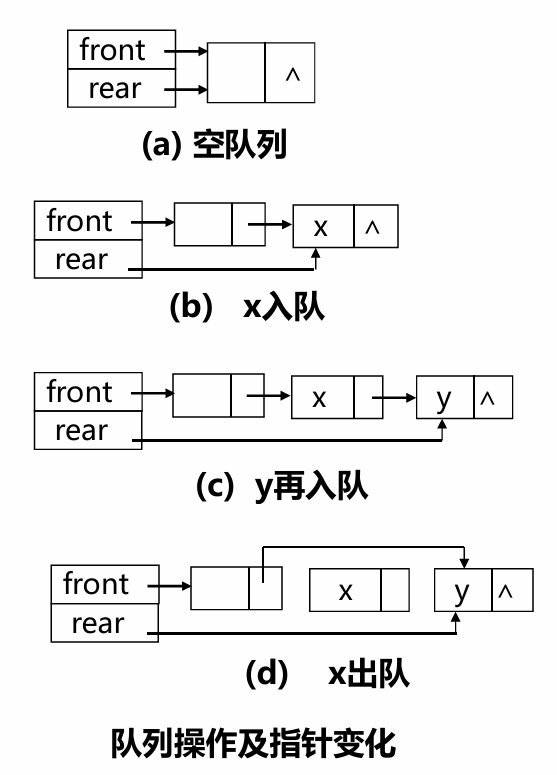 front
rear ^
(a) 空队列
front x ^
rear
(b) x入队
front x y ^
rear
(c) y再入队
front x y ^
rear
(d) x出队
队列操作及指针变化